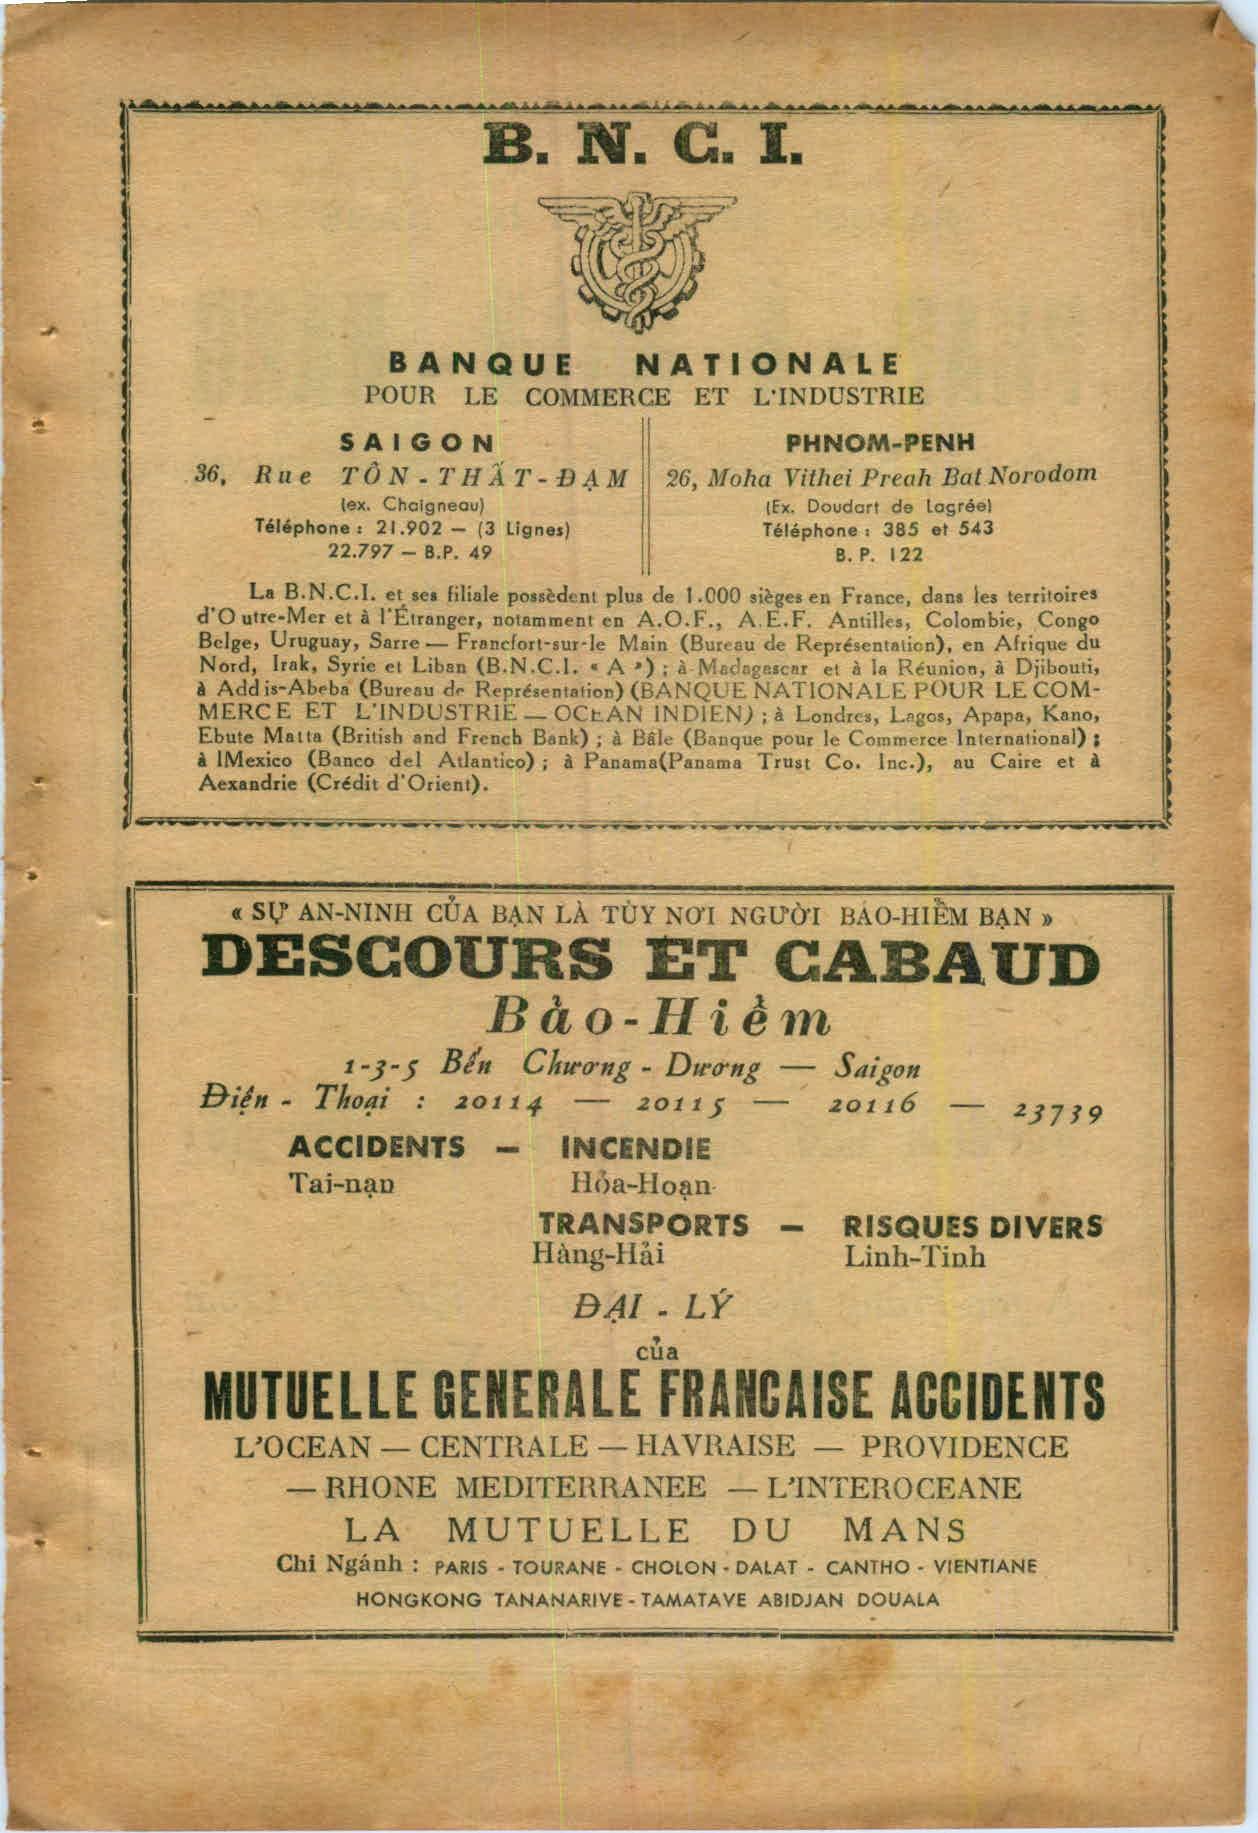 B. N. C. I.
BANQUE NATIONALE
POUR LE COMMERCE ET L'INDUSTRIE
SAIGON
36, Rue TÔN-THẤT-ĐẠM
(ex. Chaigneau)
Téléphone : 21.902 — (3 Lignes)
22.797 — B.P. 49
PHNOM-PENH
26, Moha Vithei Preah Bat Norodom
(Ex. Doudart de Lagrée)
Téléphone : 385 et 543
B. P. 122
La B.N.C.I. et ses filiale possèdent plus de 1.000 sièges en France, dans les territoires
d'Outre-Mer et à l'Étranger, notamment en A.O.F., A.E.F. Antilles, Colombie, Congo
Belge, Uruguay, Sarre — Francfort-sur-le Main (Bureau de Représentation), en Afrique du
Nord, Irak, Syrie et Liban (B.N.C.I. « A ») ; à Madagascar et à la Réunion, à Djibouti,
à Addis-Abeba (Bureau de Représentation) (BANQUE NATIONALE POUR LE COM-
MERCE ET L'INDUSTRIE — OCEAN INDIEN) ; à Londres, Lagos, Apapa, Kano,
Ebute Matta (British and French Bank) ; à Bâle (Banque pour le Commerce International) ;
à lMexico (Banco del Atlantico) ; à Panama(Panama Trust Co. Inc.), au Caire et à
Aexandrie (Crédit d'Orient).
« SỰ AN-NINH CỦA BẠN LÀ TÙY NƠI NGƯỜI BẢO-HIỂM BẠN »
DESCOURS ET CABAUD
Bảo-Hiểm
1-3-5 Bến Chương-Dương — Saigon
Điện-Thoại : 20114 — 20115 — 20116 — 23739
ACCIDENTS — INCENDIE
Tai-nạn Hỏa-Hoạn
TRANSPORTS — RISQUES DIVERS
Hàng-Hải Linh-Tinh
ĐẠI-LÝ
của
MUTUELLE GENERALE FRANCAISE ACCIDENTS
L'OCEAN — CENTRALE — HAVRAISE — PROVIDENCE
— RHONE MEDITERRANEE — L'INTEROCEANE
LA MUTUELLE DU MANS
Chi Ngánh : PARIS - TOURANE - CHOLON - DALAT - CANTHO - VIENTIANE
HONGKONG TANANARIVE - TAMATAVE ABIDJAN DOUALA